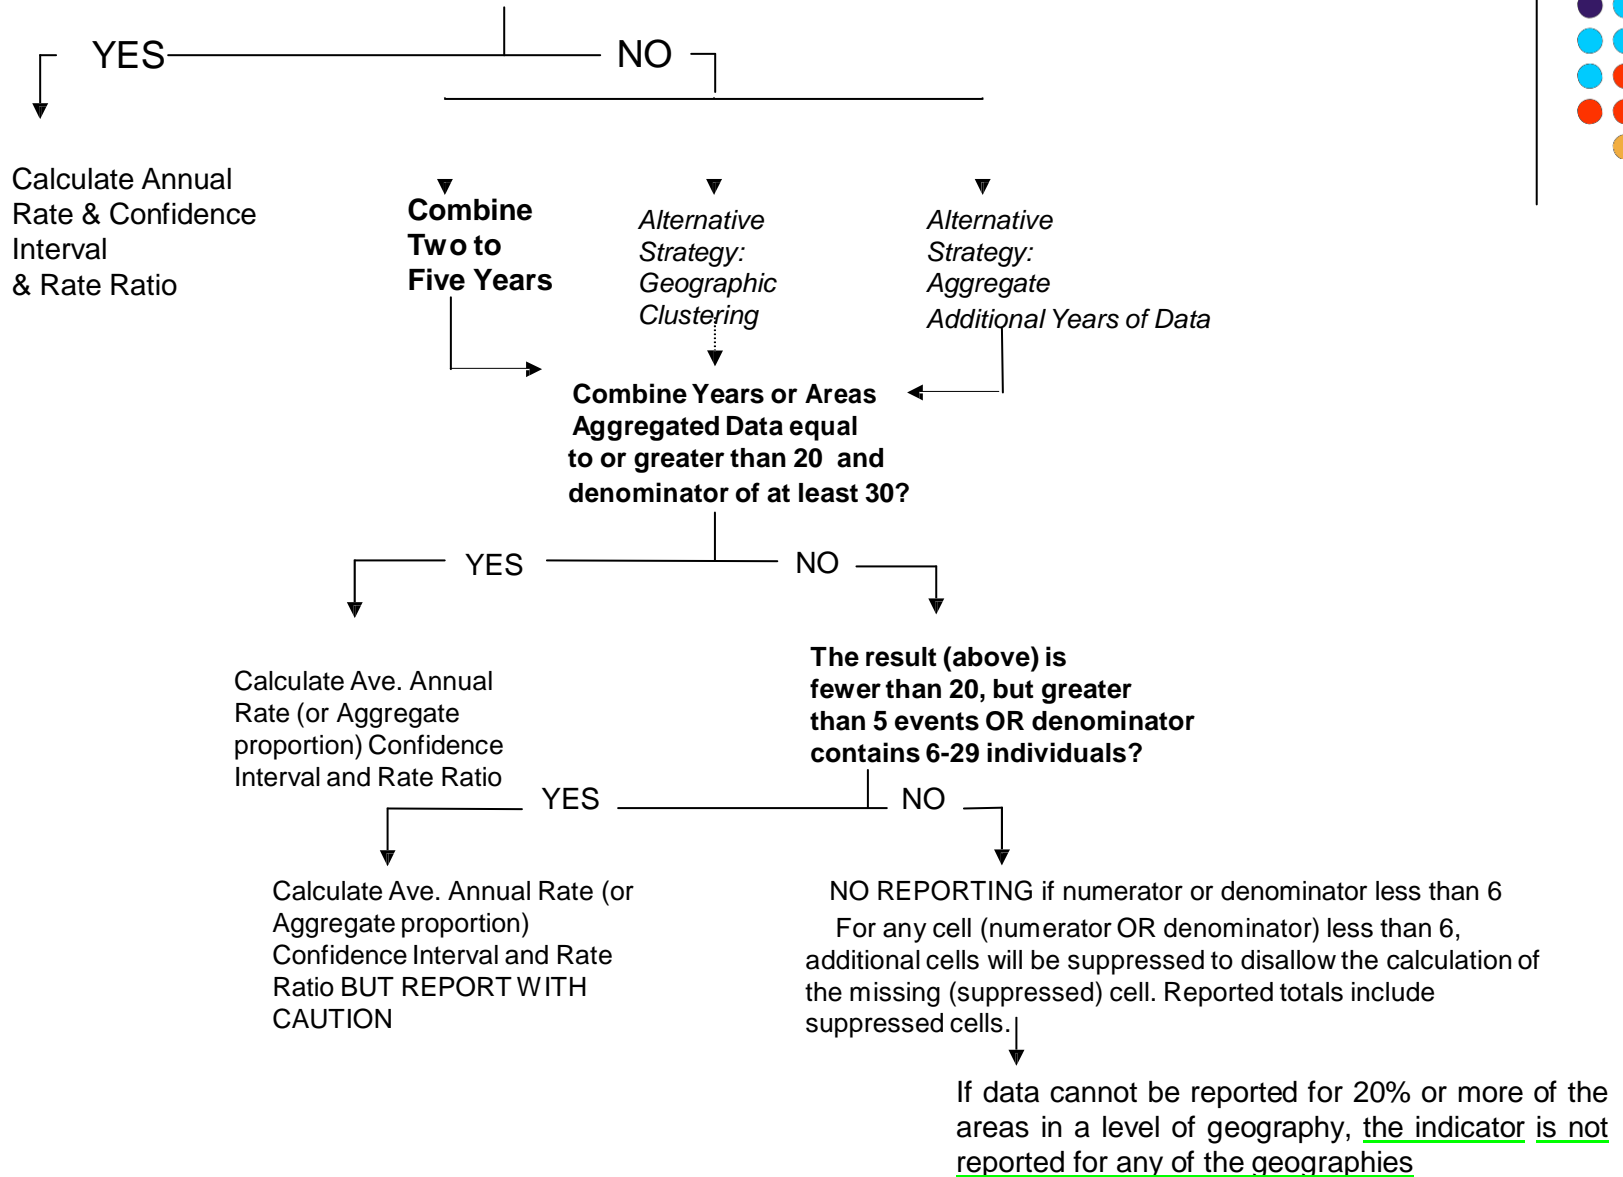 YES
NO
Calculate Annual
Rate & Confidence
Interval
& Rate Ratio
Combine
Two to
Five Years
Alternative
Strategy:
Geographic
Clustering
Alternative
Strategy:
Aggregate
Additional Years of Data
Combine Years or Areas
Aggregated Data equal
to or greater than 20 and
denominator of at least 30?
YES
NO
Calculate Ave. Annual
Rate (or Aggregate
proportion) Confidence
Interval and Rate Ratio
The result (above) is
fewer than 20, but greater
than 5 events OR denominator
contains 6-29 individuals?
YES
NO
Calculate Ave. Annual Rate (or
Aggregate proportion)
Confidence Interval and Rate
Ratio BUT REPORT WITH
CAUTION
NO REPORTING if numerator or denominator less than 6
For any cell (numerator OR denominator) less than 6,
additional cells will be suppressed to disallow the calculation of
the missing (suppressed) cell. Reported totals include
suppressed cells.
If data cannot be reported for 20% or more of the
areas in a level of geography, the indicator is not
reported for any of the geographies